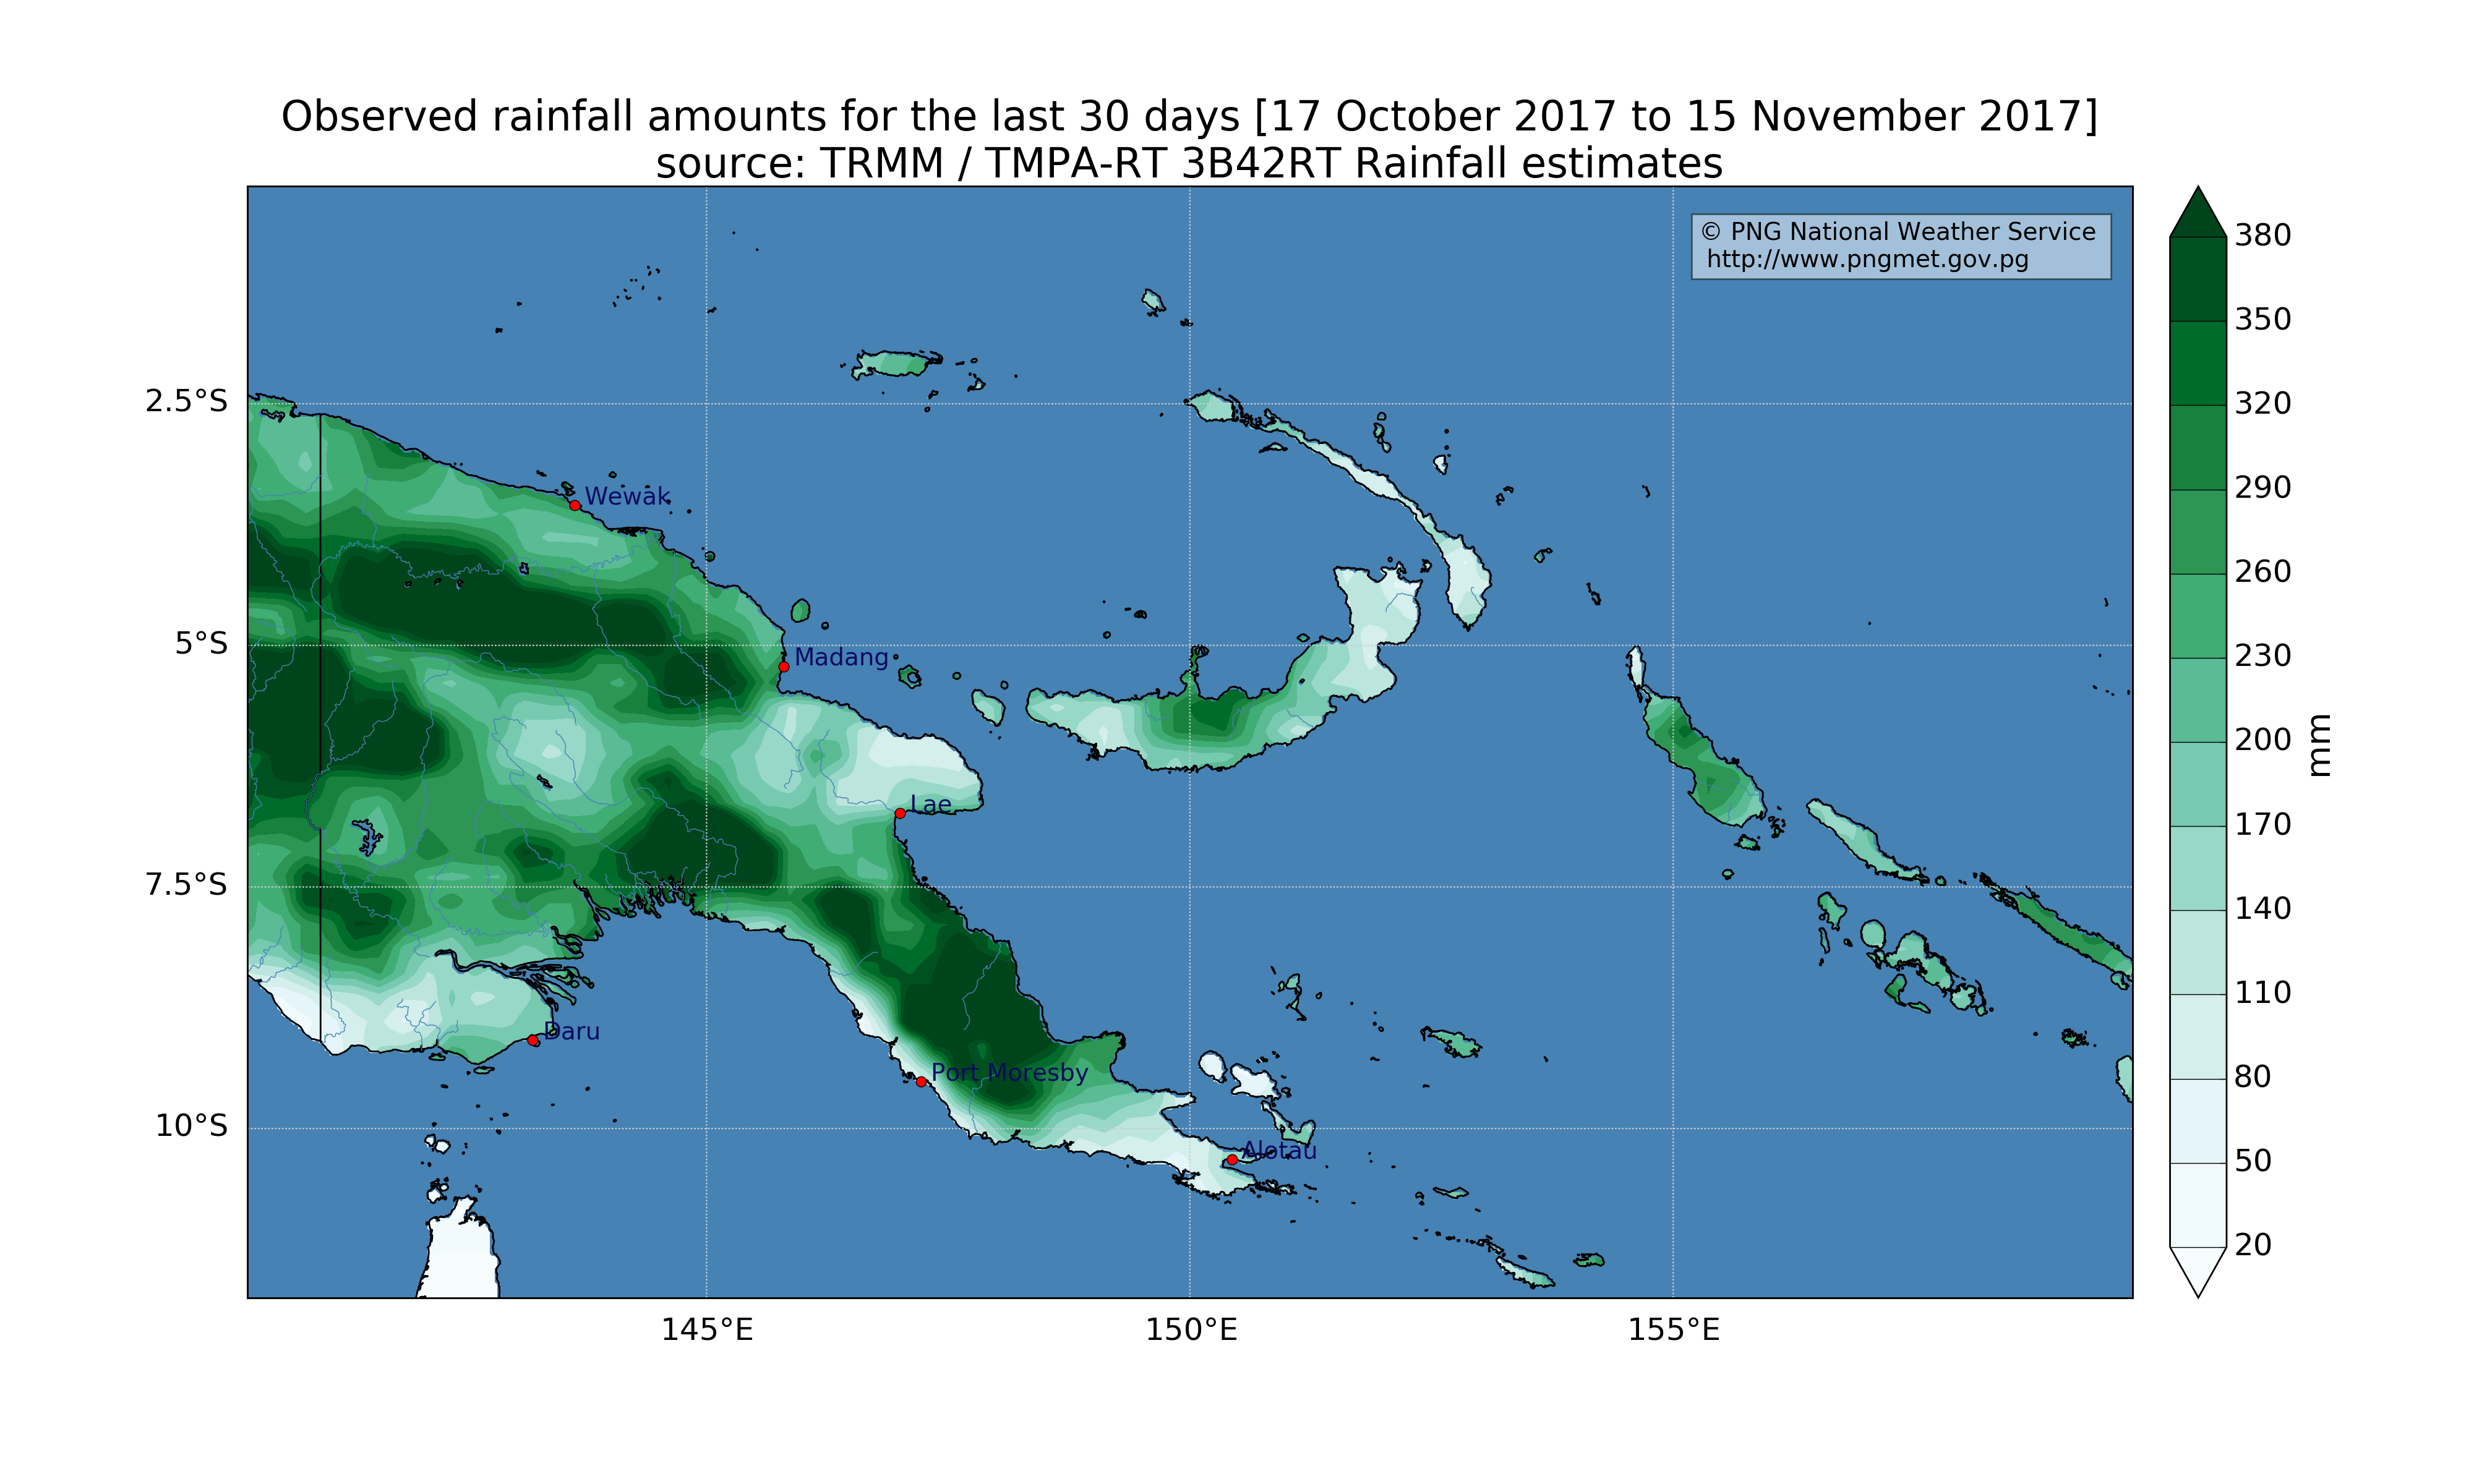 Observed rainfall amounts for the last 30 days [17 October 2017 to 15 November 2017]
source: TRMM / TMPA-RT 3B42RT Rainfall estimates
© PNG National Weather Service
http://www.pngmet.gov.pg
2.5°S
5°S
7.5°S
10°S
Wewak
Madang
Lae
Daru
Port Moresby
Alotau
145°E
150°E
155°E
380
350
320
290
260
230
200
170
140
110
80
50
20
mm